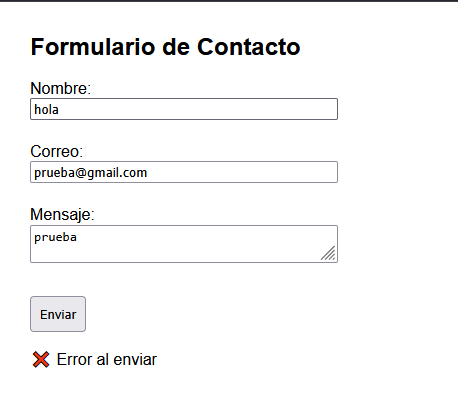 Formulario de Contacto
Nombre:
hola
Correo:
prueba@gmail.com
Mensaje:
prueba
Enviar
❌ Error al enviar